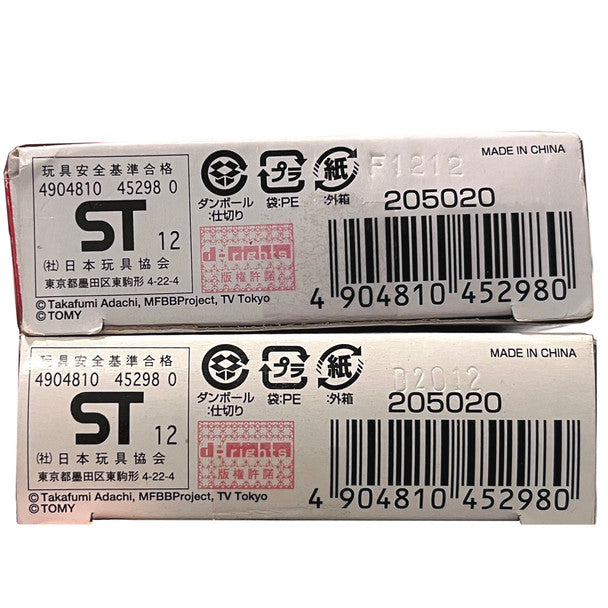 玩具安全基準合格
4904810 45298 0
ST 12
(社)日本玩具協会
東京都墨田区東駒形 4-22-4
©Takafumi Adachi, MFBBProject, TV Tokyo
©TOMY
ダンボール
:仕切り
プラ
袋:PE
紙
:外箱
d-rights
版権許諾
F1212
MADE IN CHINA
205020
4 904810 452980
玩具安全基準合格
4904810 45298 0
ST 12
(社)日本玩具協会
東京都墨田区東駒形 4-22-4
©Takafumi Adachi, MFBBProject, TV Tokyo
©TOMY
ダンボール
:仕切り
プラ
袋:PE
紙
:外箱
d-rights
版権許諾
D2012
MADE IN CHINA
205020
4 904810 452980